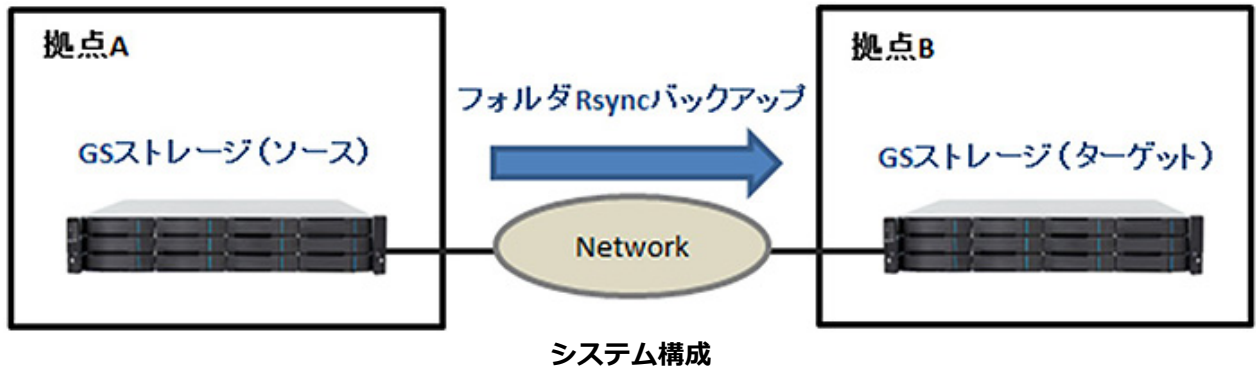 拠点A
拠点B
フォルダRsyncバックアップ
GSストレージ(ソース)
GSストレージ(ターゲット)
Network
システム構成